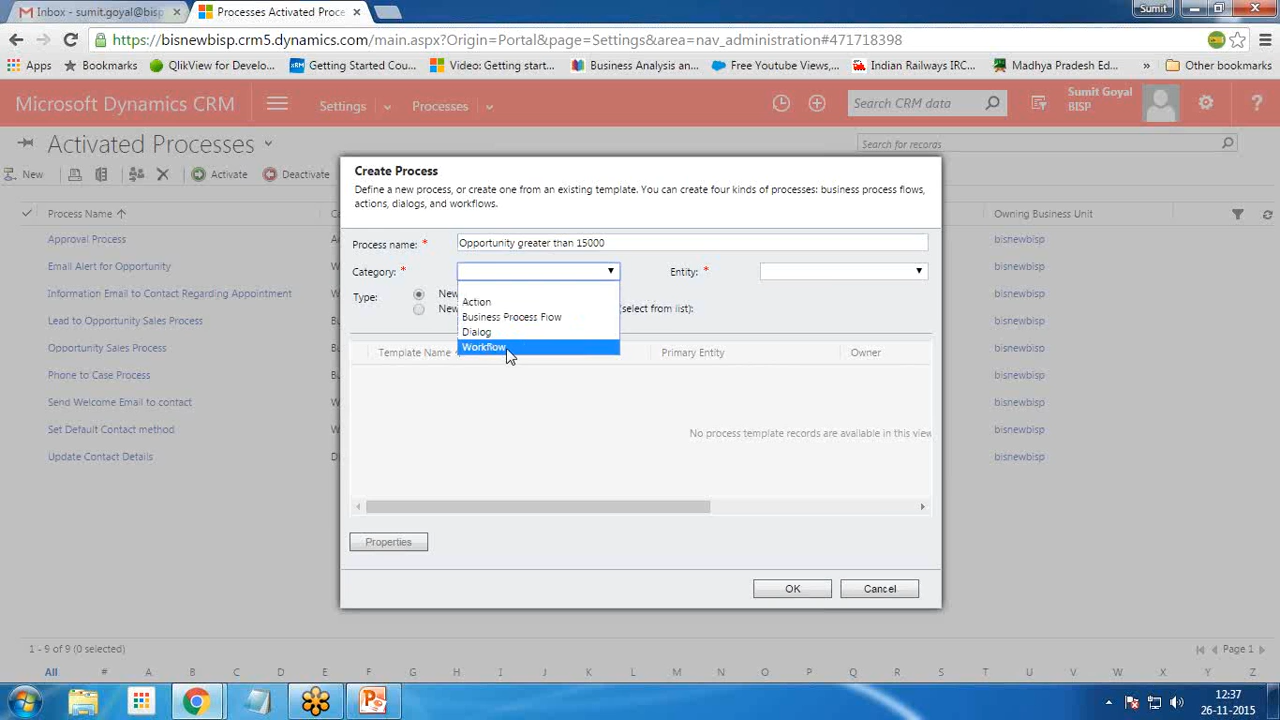 Inbox - sumit.goyal@bisp
Processes Activated Proce
Sumit
https://bisnewbisp.crm5.dynamics.com/main.aspx?Origin=Portal&page=Settings&area=nav_administration#471718398
Apps Bookmarks QlikView for Develo... Getting Started Cou... Video: Getting start... Business Analysis an... Free Youtube Views,... Indian Railways IRC... Madhya Pradesh Ed... Other bookmarks
Microsoft Dynamics CRM Settings Processes Search CRM data Sumit Goyal
BISP
Activated Processes
Search for records
New Activate Deactivate
Create Process
Define a new process, or create one from an existing template. You can create four kinds of processes: business process flows,
actions, dialogs, and workflows.
Process Name Owning Business Unit
Process name: * Opportunity greater than 15000
Category: * Entity: *
Type: New
New (select from list):
Action
Business Process Flow
Dialog
Workflow
Template Name Primary Entity Owner
No process template records are available in this view
Properties
OK Cancel
Approval Process bisnewbisp
Email Alert for Opportunity bisnewbisp
Information Email to Contact Regarding Appointment bisnewbisp
Lead to Opportunity Sales Process bisnewbisp
Opportunity Sales Process bisnewbisp
Phone to Case Process bisnewbisp
Send Welcome Email to contact bisnewbisp
Set Default Contact method bisnewbisp
Update Contact Details bisnewbisp
1 - 9 of 9 (0 selected) Page 1
All # A B C D E F G H I J K L M N O P Q R S T U V W X Y Z
12:37
26-11-2015